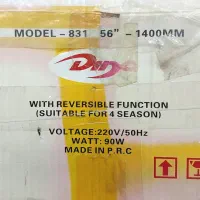 MODEL-831 56" - 1400MM
WITH REVERSIBLE FUNCTION
(SUITABLE FOR 4 SEASON)
VOLTAGE:220V/50Hz
WATT: 90W
MADE IN P.R.C